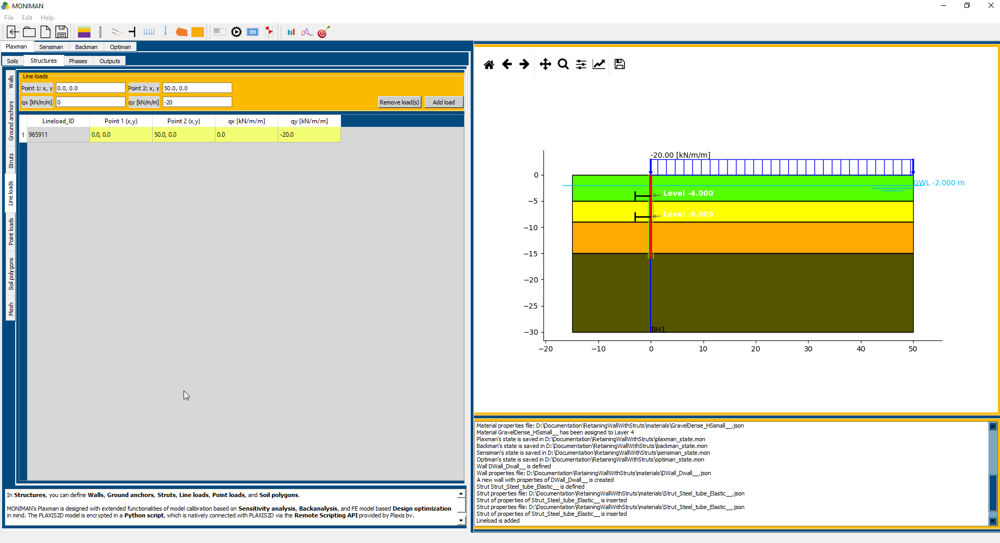 MONIMAN
File Edit Help
2D
Plaxman Sensiman Backman Optiman
Soils Structures Phases Outputs
Walls
Ground anchors
Struts
Line loads
Point loads
Soil polygons
Mesh
Line loads
Point 1: x, y 0.0, 0.0 Point 2: x, y 50.0, 0.0
qx [kN/m/m] 0 qy [kN/m/m] -20 Remove load(s) Add load
Lineload_ID Point 1 (x,y) Point 2 (x,y) qx [kN/m/m] qy [kN/m/m]
1 965911 0.0, 0.0 50.0, 0.0 0.0 -20.0
In Structures, you can define Walls, Ground anchors, Struts, Line loads, Point loads, and Soil polygons.
MONIMAN's Plaxman is designed with extended functionalities of model calibration based on Sensitivity analysis, Backanalysis, and FE model based Design optimization
in mind. The PLAXIS2D model is encrypted in a Python script, which is natively connected with PLAXIS2D via the Remote Scripting API provided by Plaxis bv.
-20.00 [kN/m/m]
GWL -2.000 m
Level -4.000
Level -8.000
BH1
0
−5
−10
−15
−20
−25
−30
−20 −10 0 10 20 30 40 50
Material properties file: D:\Documentation\RetainingWallWithStruts\materials\GravelDense_HSsmall__.json
Material GravelDense_HSsmall__ has been assigned to Layer 4
Plaxman's state is saved in D:\Documentation\RetainingWallWithStruts\plaxman_state.mon
Backman's state is saved in D:\Documentation\RetainingWallWithStruts\backman_state.mon
Sensiman's state is saved in D:\Documentation\RetainingWallWithStruts\sensiman_state.mon
Optiman's state is saved in D:\Documentation\RetainingWallWithStruts\optiman_state.mon
Wall DWall_Dwall__ is defined
Wall properties file: D:\Documentation\RetainingWallWithStruts\materials\DWall_Dwall__.json
A new wall with properties of DWall_Dwall__ is created
Strut Strut_Steel_tube_Elastic__ is defined
Strut properties file: D:\Documentation\RetainingWallWithStruts\materials\Strut_Steel_tube_Elastic__.json
Strut of properties of Strut_Steel_tube_Elastic__ is inserted
Strut properties file: D:\Documentation\RetainingWallWithStruts\materials\Strut_Steel_tube_Elastic__.json
Strut of properties of Strut_Steel_tube_Elastic__ is inserted
Lineload is added